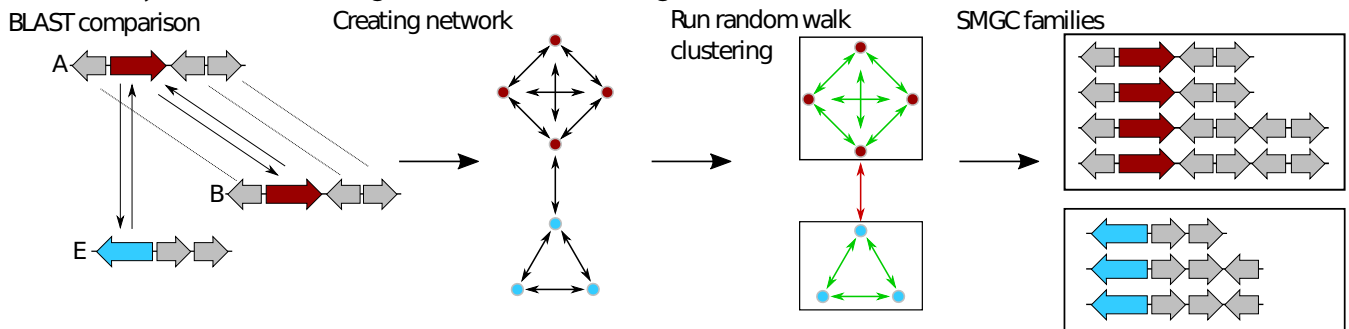 BLAST comparison
Creating network
Run random walk
clustering
SMGC families
A
B
E